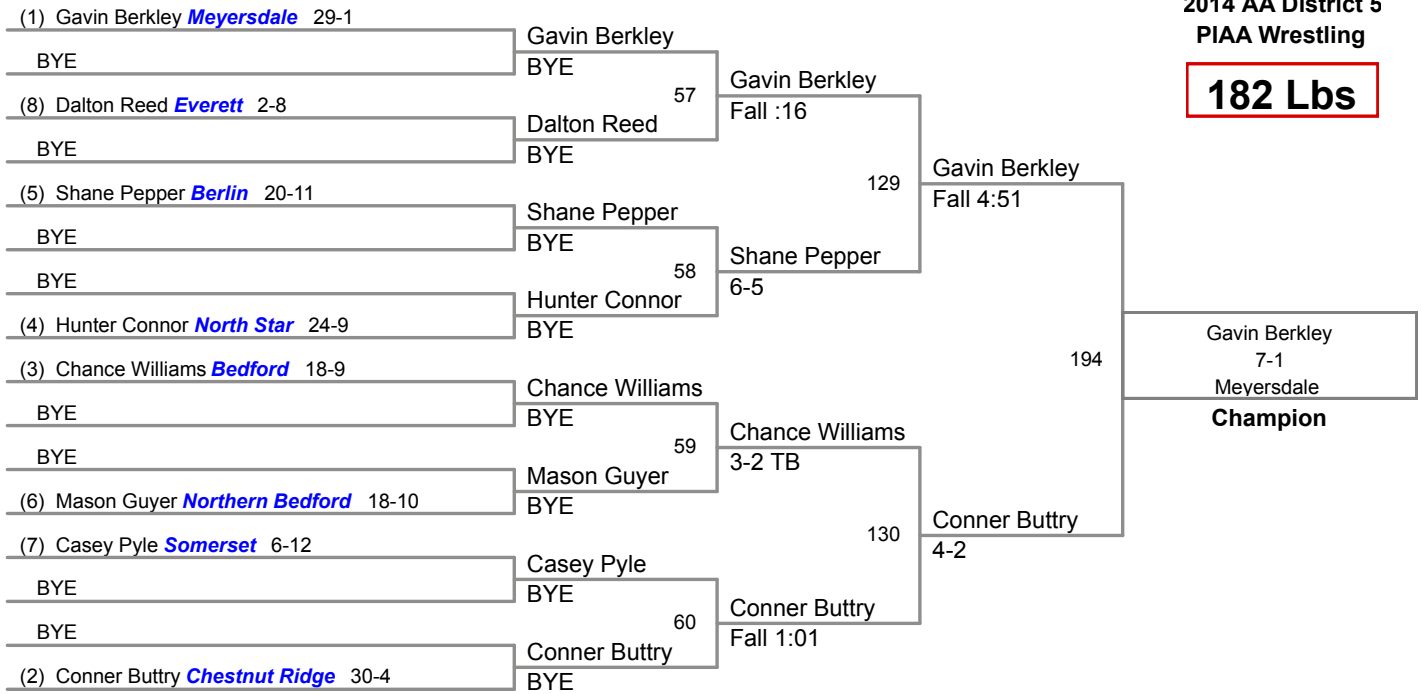 2014 AA District 5
PIAA Wrestling
182 Lbs
(1) Gavin Berkley Meyersdale 29-1
BYE
(8) Dalton Reed Everett 2-8
BYE
(5) Shane Pepper Berlin 20-11
BYE
BYE
(4) Hunter Connor North Star 24-9
(3) Chance Williams Bedford 18-9
BYE
BYE
(6) Mason Guyer Northern Bedford 18-10
(7) Casey Pyle Somerset 6-12
BYE
BYE
(2) Conner Buttry Chestnut Ridge 30-4
Gavin Berkley
BYE
57
Dalton Reed
BYE
Shane Pepper
BYE
58
Hunter Connor
BYE
Chance Williams
BYE
59
Mason Guyer
BYE
Casey Pyle
BYE
60
Conner Buttry
BYE
Gavin Berkley
Fall :16
129
Shane Pepper
6-5
Chance Williams
3-2 TB
130
Conner Buttry
Fall 1:01
Gavin Berkley
Fall 4:51
194
Conner Buttry
4-2
Gavin Berkley
7-1
Meyersdale
Champion